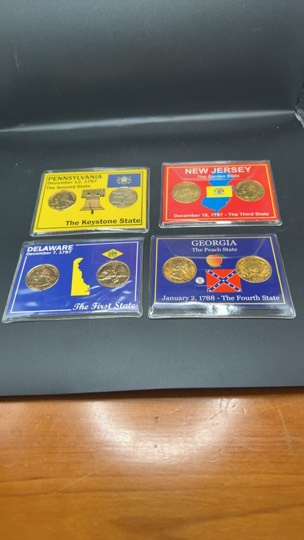 PENNSYLVANIA
December 12, 1787
The Second State
The Keystone State
NEW JERSEY
The Garden State
December 18, 1787 - The Third State
DELAWARE
December 7, 1787
The First State
GEORGIA
The Peach State
January 2, 1788 - The Fourth State